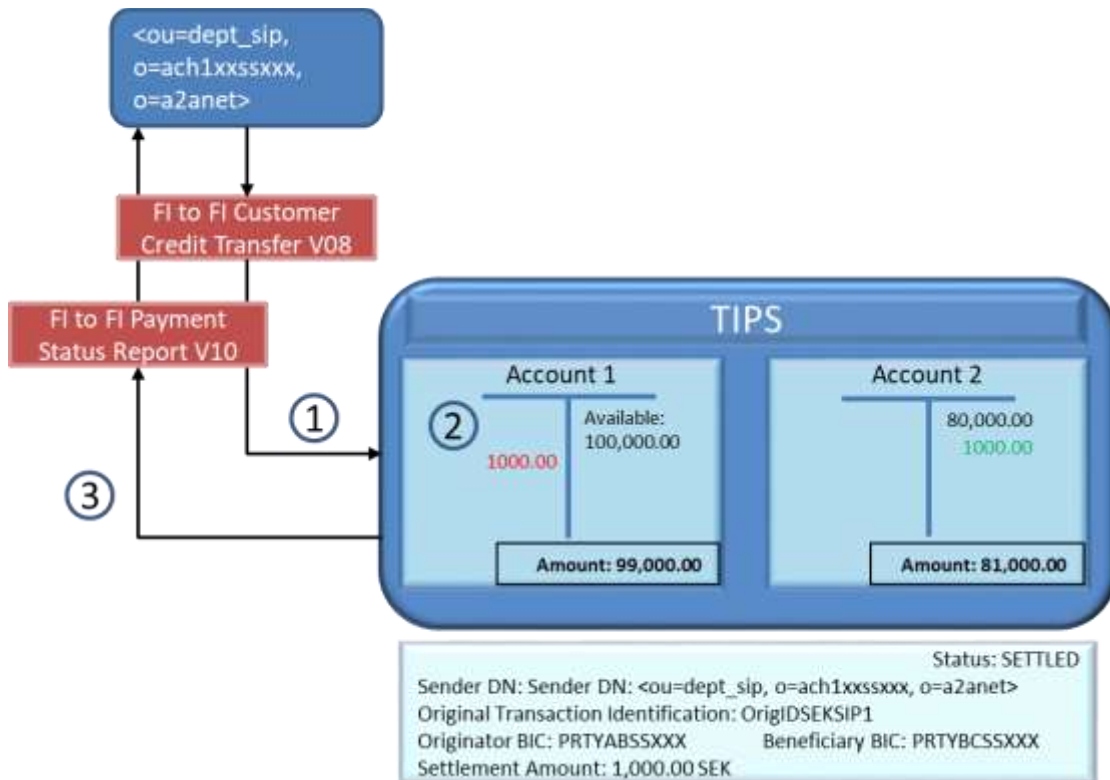 <ou=dept_sip,
o=ach1xxssxxx,
o=a2anet>
FI to FI Customer
Credit Transfer V08
FI to FI Payment
Status Report V10
1
3
TIPS
Account 1
2
Available:
100,000.00
1000.00
Amount: 99,000.00
Account 2
80,000.00
1000.00
Amount: 81,000.00
Status: SETTLED
Sender DN: Sender DN: <ou=dept_sip, o=ach1xxssxxx, o=a2anet>
Original Transaction Identification: OrigIDSEKSIP1
Originator BIC: PRTYABSSXXX Beneficiary BIC: PRTYBCSSXXX
Settlement Amount: 1,000.00 SEK